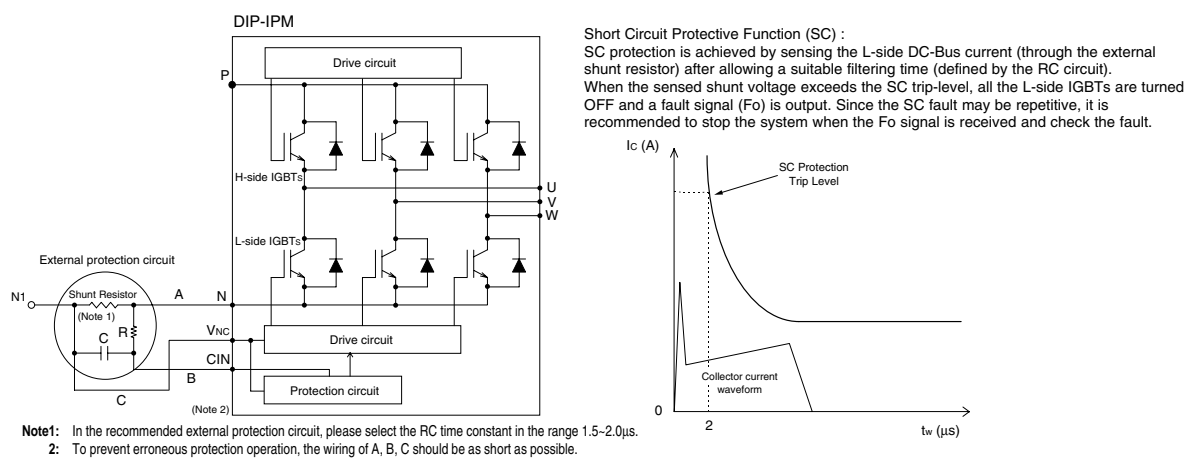 DIP-IPM
Drive circuit
P
H-side IGBTs
U
V
W
L-side IGBTs
External protection circuit
N1
Shunt Resistor
A
N
(Note 1)
R
C
VNC
Drive circuit
CIN
B
C
Protection circuit
(Note 2)
Short Circuit Protective Function (SC) :
SC protection is achieved by sensing the L-side DC-Bus current (through the external
shunt resistor) after allowing a suitable filtering time (defined by the RC circuit).
When the sensed shunt voltage exceeds the SC trip-level, all the L-side IGBTs are turned
OFF and a fault signal (Fo) is output. Since the SC fault may be repetitive, it is
recommended to stop the system when the Fo signal is received and check the fault.
IC (A)
SC Protection
Trip Level
Collector current
waveform
0
2
tw (µs)
Note1: In the recommended external protection circuit, please select the RC time constant in the range 1.5~2.0µs.
2: To prevent erroneous protection operation, the wiring of A, B, C should be as short as possible.